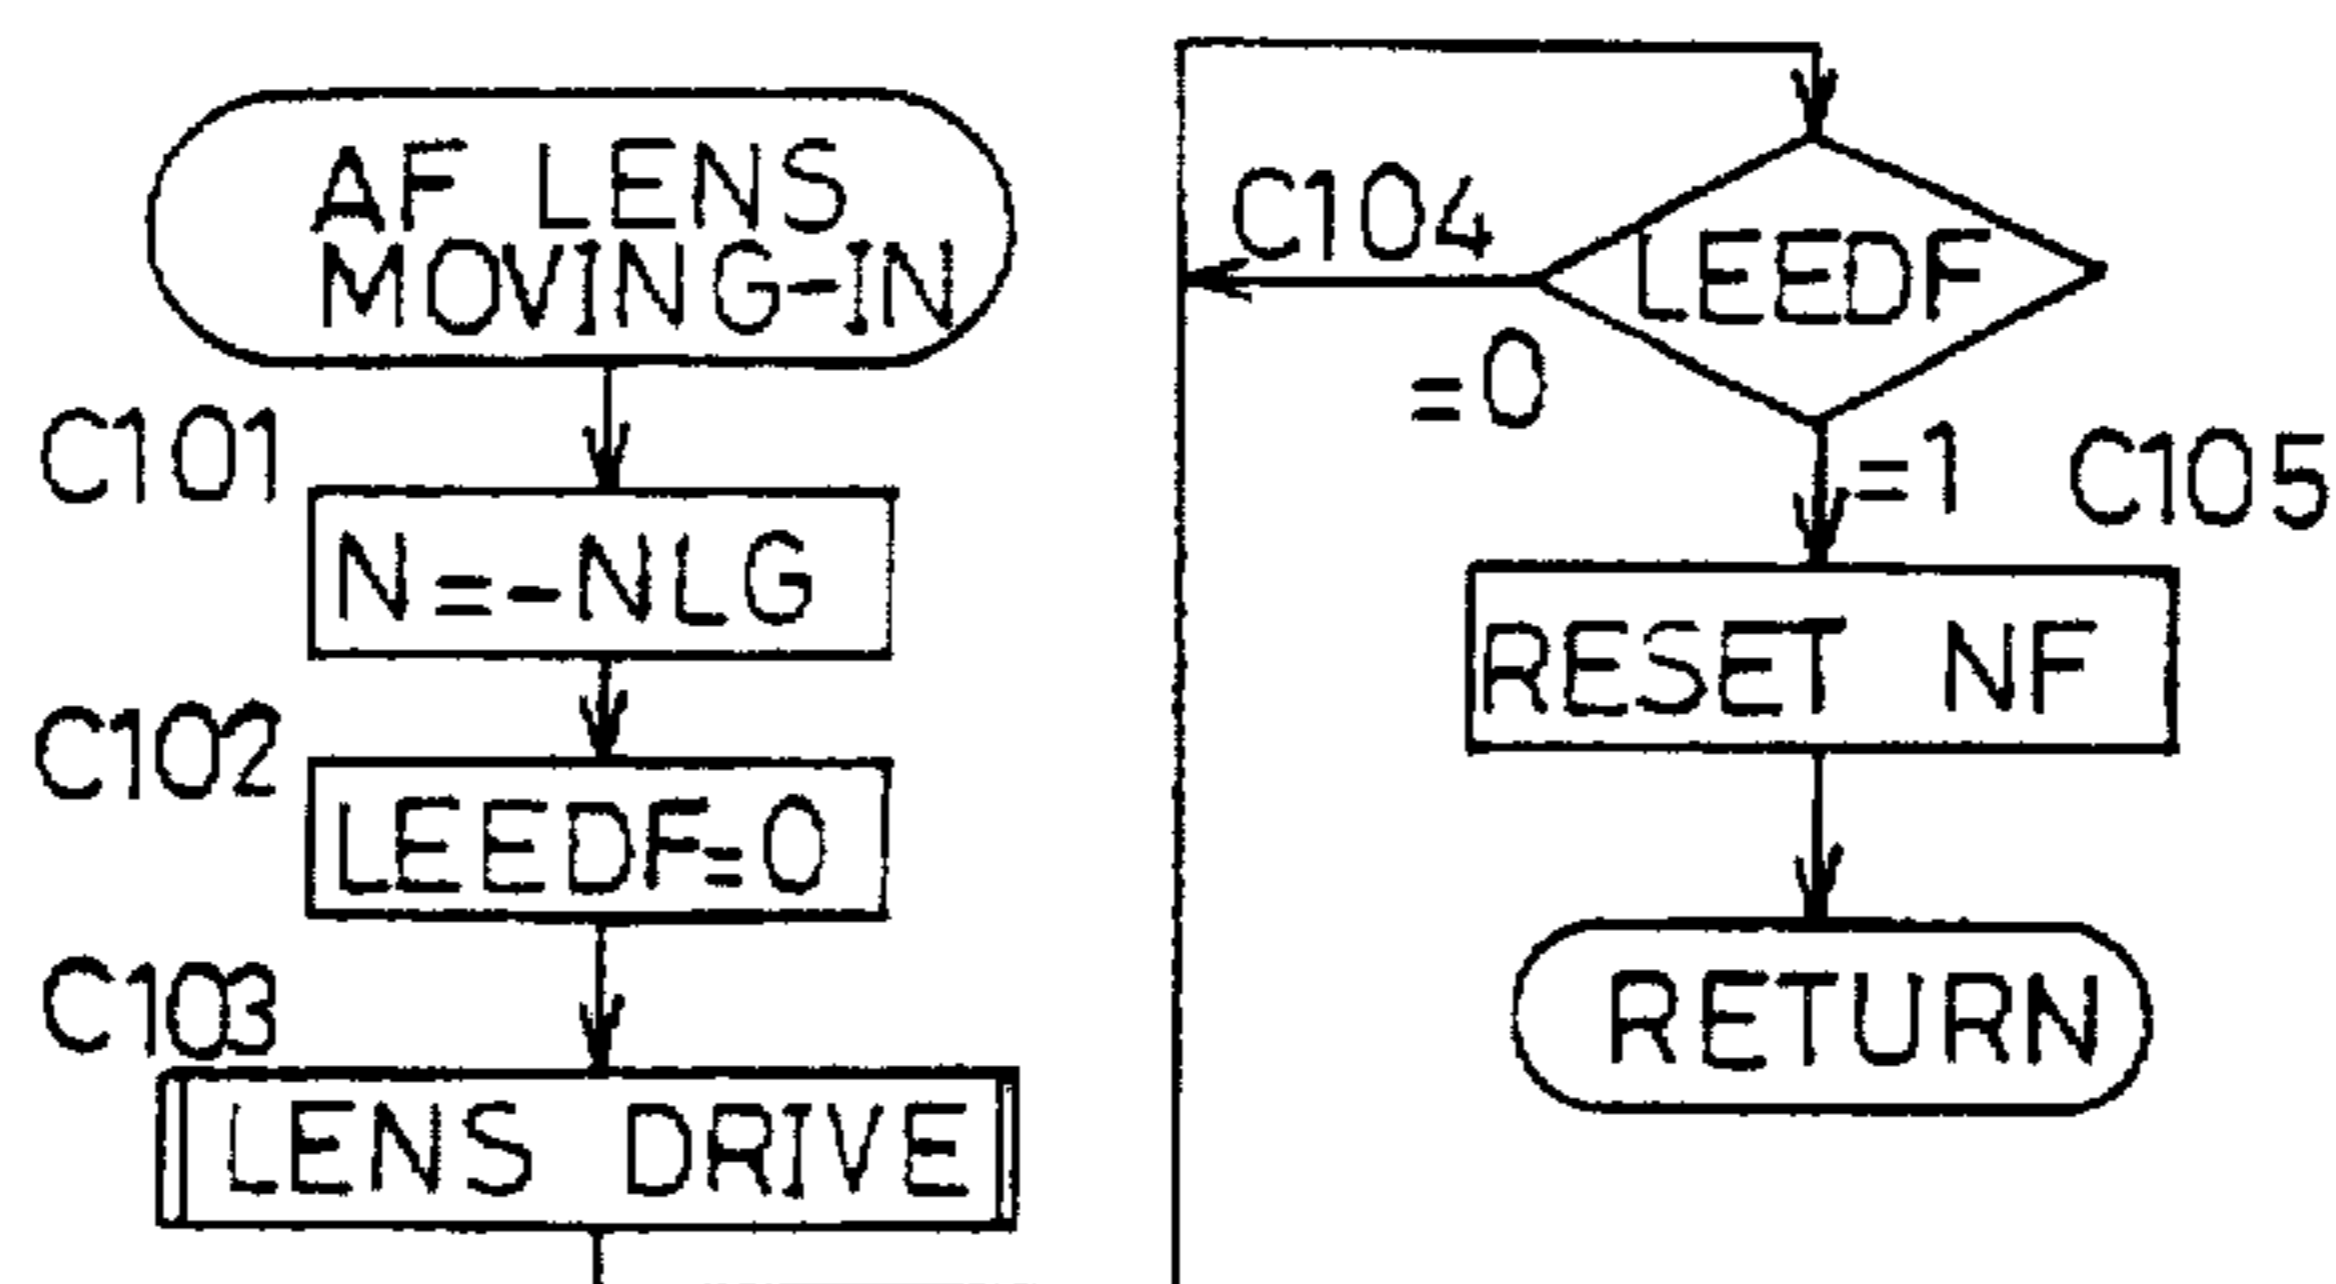 AF LENS
MOVING-IN
C101
N=-NLG
C102
LEEDF=0
C103
LENS DRIVE
C104
LEEDF
=0
=1 C105
RESET NF
RETURN